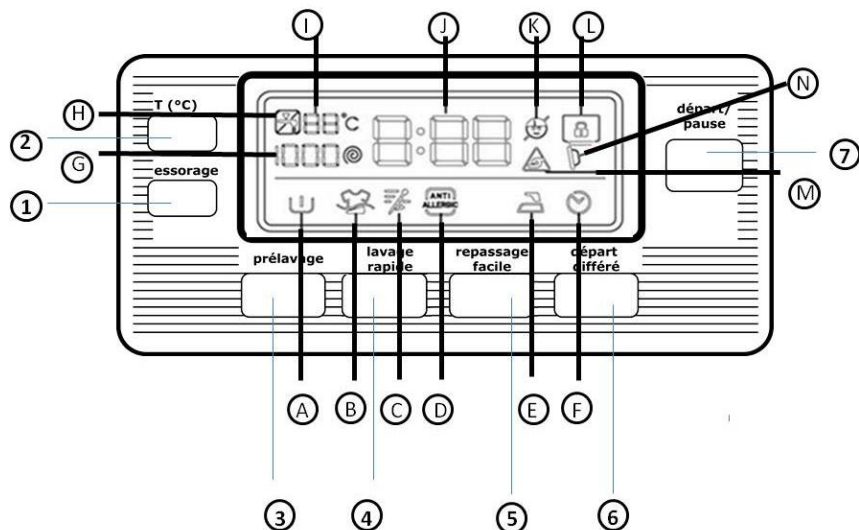 I J K L
H T (°C) °C départ/ N
2 pause
G 7
essorage
1 M
ANTI
ALLERGIC
prélavage lavage repassage départ
rapide facile différé
A B C D E F
3 4 5 6